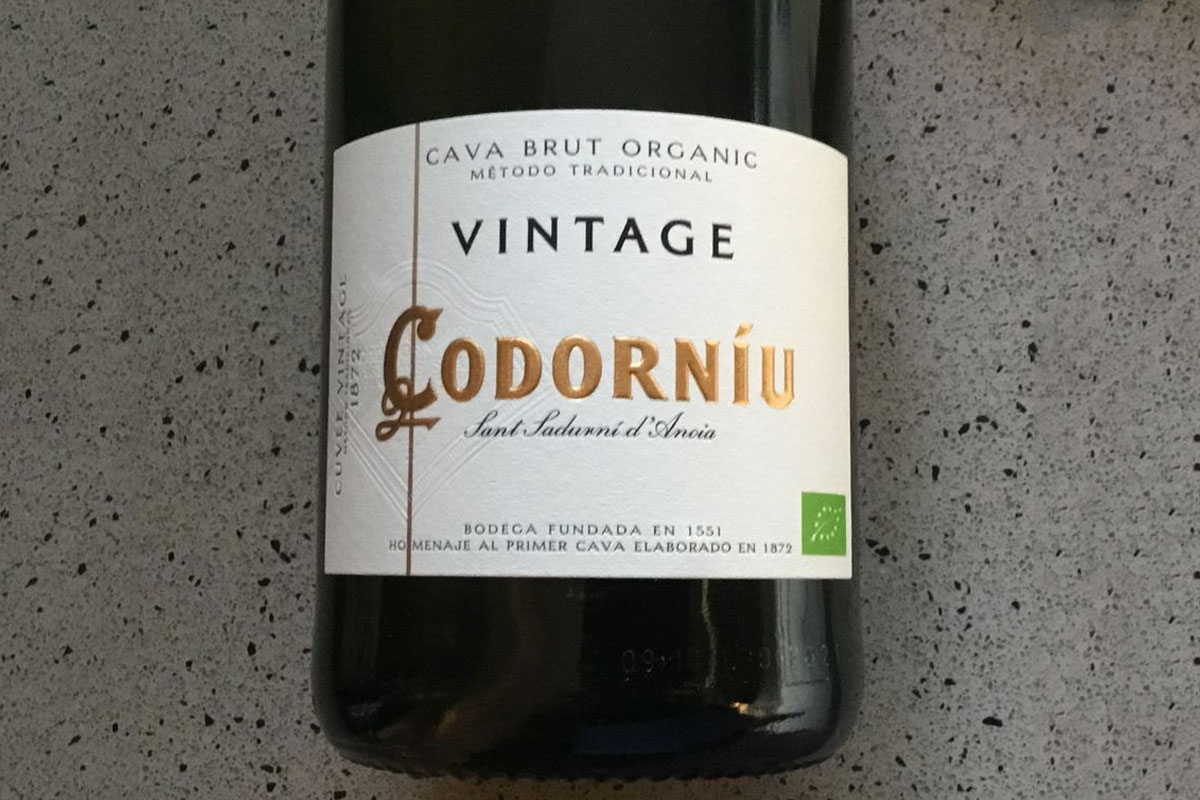 CAVA BRUT ORGANIC
MÉTODO TRADICIONAL
VINTAGE
CODORNÍU
Sant Sadurní d'Anoia
BODEGA FUNDADA EN 1551
HOMENAJE AL PRIMER CAVA ELABORADO EN 1872
CUVÉE VINTAGE
1872